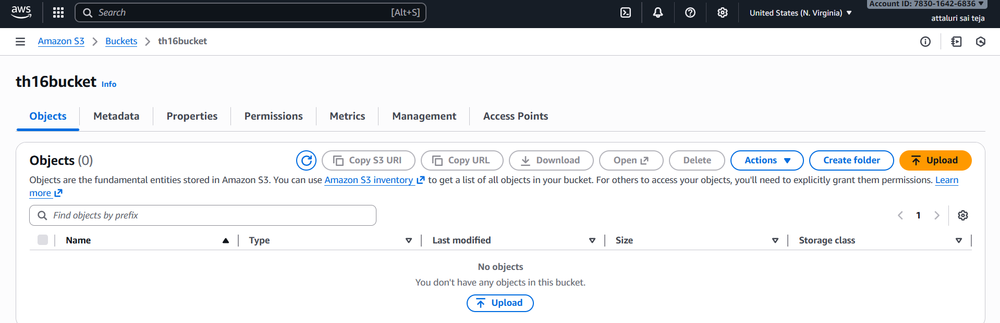 aws
Search [Alt+S]
United States (N. Virginia)
Account ID: 7830-1642-6836
attaluri sai teja
Amazon S3 > Buckets > th16bucket
th16bucket Info
Objects Metadata Properties Permissions Metrics Management Access Points
Objects (0)
Copy S3 URI Copy URL Download Open Delete Actions Create folder Upload
Objects are the fundamental entities stored in Amazon S3. You can use Amazon S3 inventory to get a list of all objects in your bucket. For others to access your objects, you'll need to explicitly grant them permissions. Learn
more
Find objects by prefix
1
Name Type Last modified Size Storage class
No objects
You don't have any objects in this bucket.
Upload